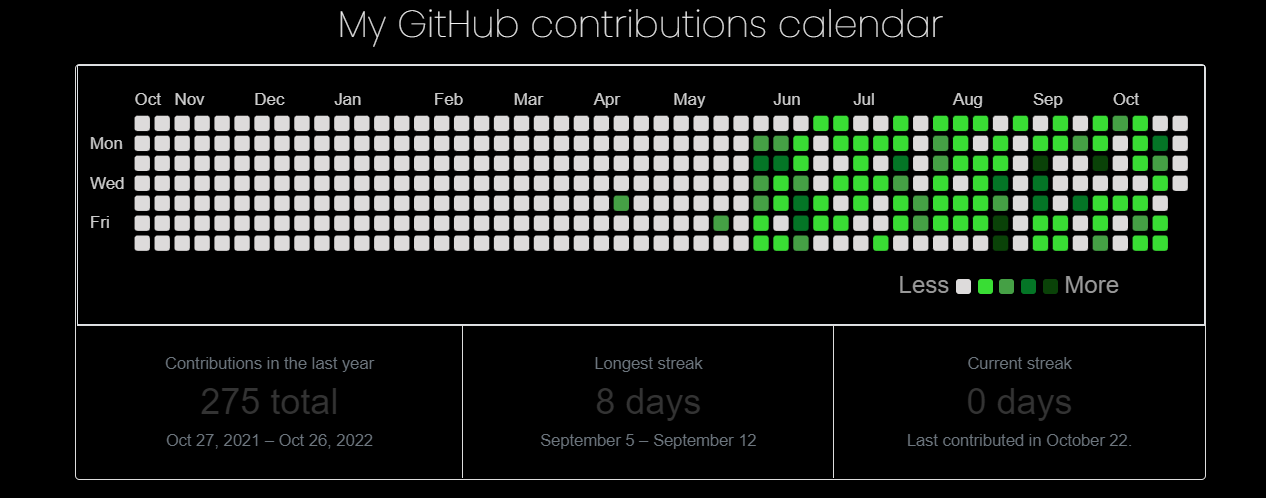 My GitHub contributions calendar
Oct Nov Dec Jan Feb Mar Apr May Jun Jul Aug Sep Oct
Mon
Wed
Fri
Less More
Contributions in the last year
275 total
Oct 27, 2021 – Oct 26, 2022
Longest streak
8 days
September 5 – September 12
Current streak
0 days
Last contributed in October 22.